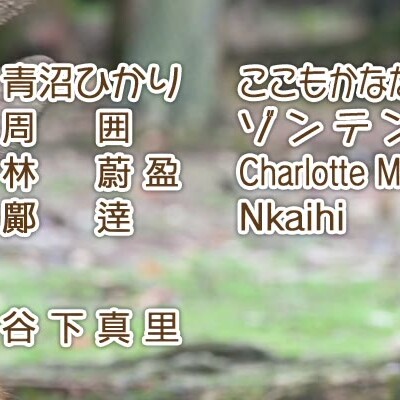 青沼ひかり ここもかなた
周 囲 ゾンテン
林 蔚盈 Charlotte M
鄺 達 Nkaihi
谷下真里